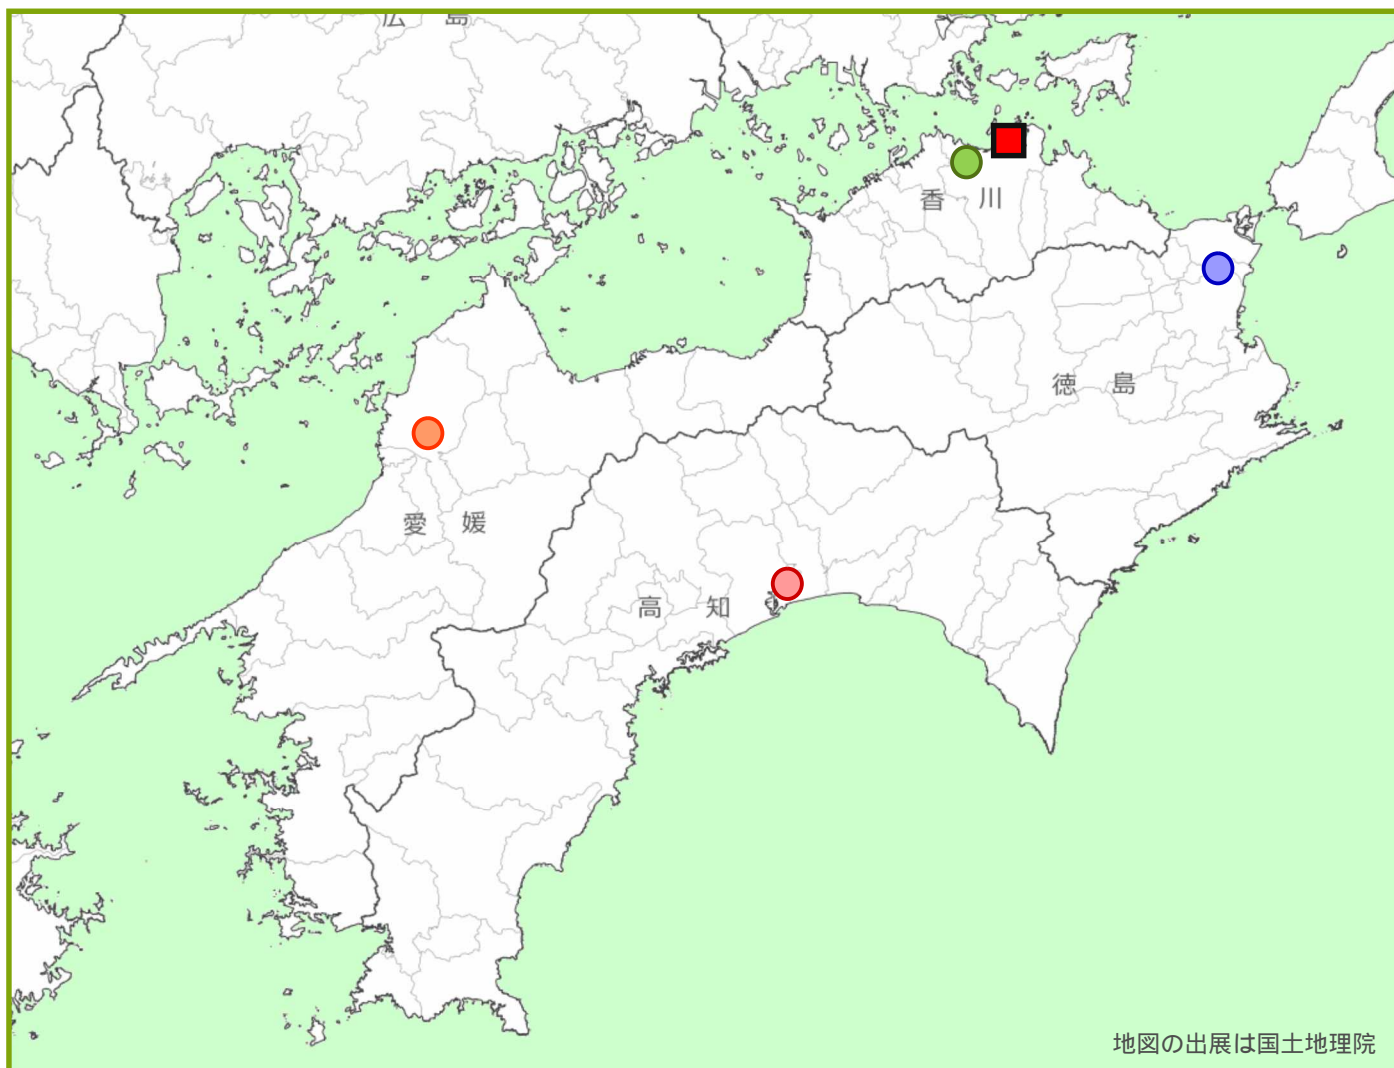 広 島
香 川
徳 島
愛 媛
高 知
地図の出展は国土地理院